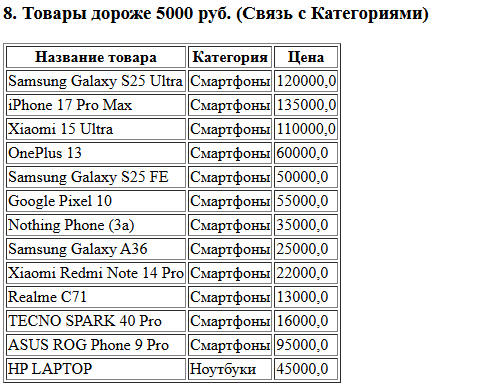 8. Товары дороже 5000 руб. (Связь с Категориями)
Название товара Категория Цена
Samsung Galaxy S25 Ultra Смартфоны 120000,0
iPhone 17 Pro Max Смартфоны 135000,0
Xiaomi 15 Ultra Смартфоны 110000,0
OnePlus 13 Смартфоны 60000,0
Samsung Galaxy S25 FE Смартфоны 50000,0
Google Pixel 10 Смартфоны 55000,0
Nothing Phone (3a) Смартфоны 35000,0
Samsung Galaxy A36 Смартфоны 25000,0
Xiaomi Redmi Note 14 Pro Смартфоны 22000,0
Realme C71 Смартфоны 13000,0
TECNO SPARK 40 Pro Смартфоны 16000,0
ASUS ROG Phone 9 Pro Смартфоны 95000,0
HP LAPTOP Ноутбуки 45000,0